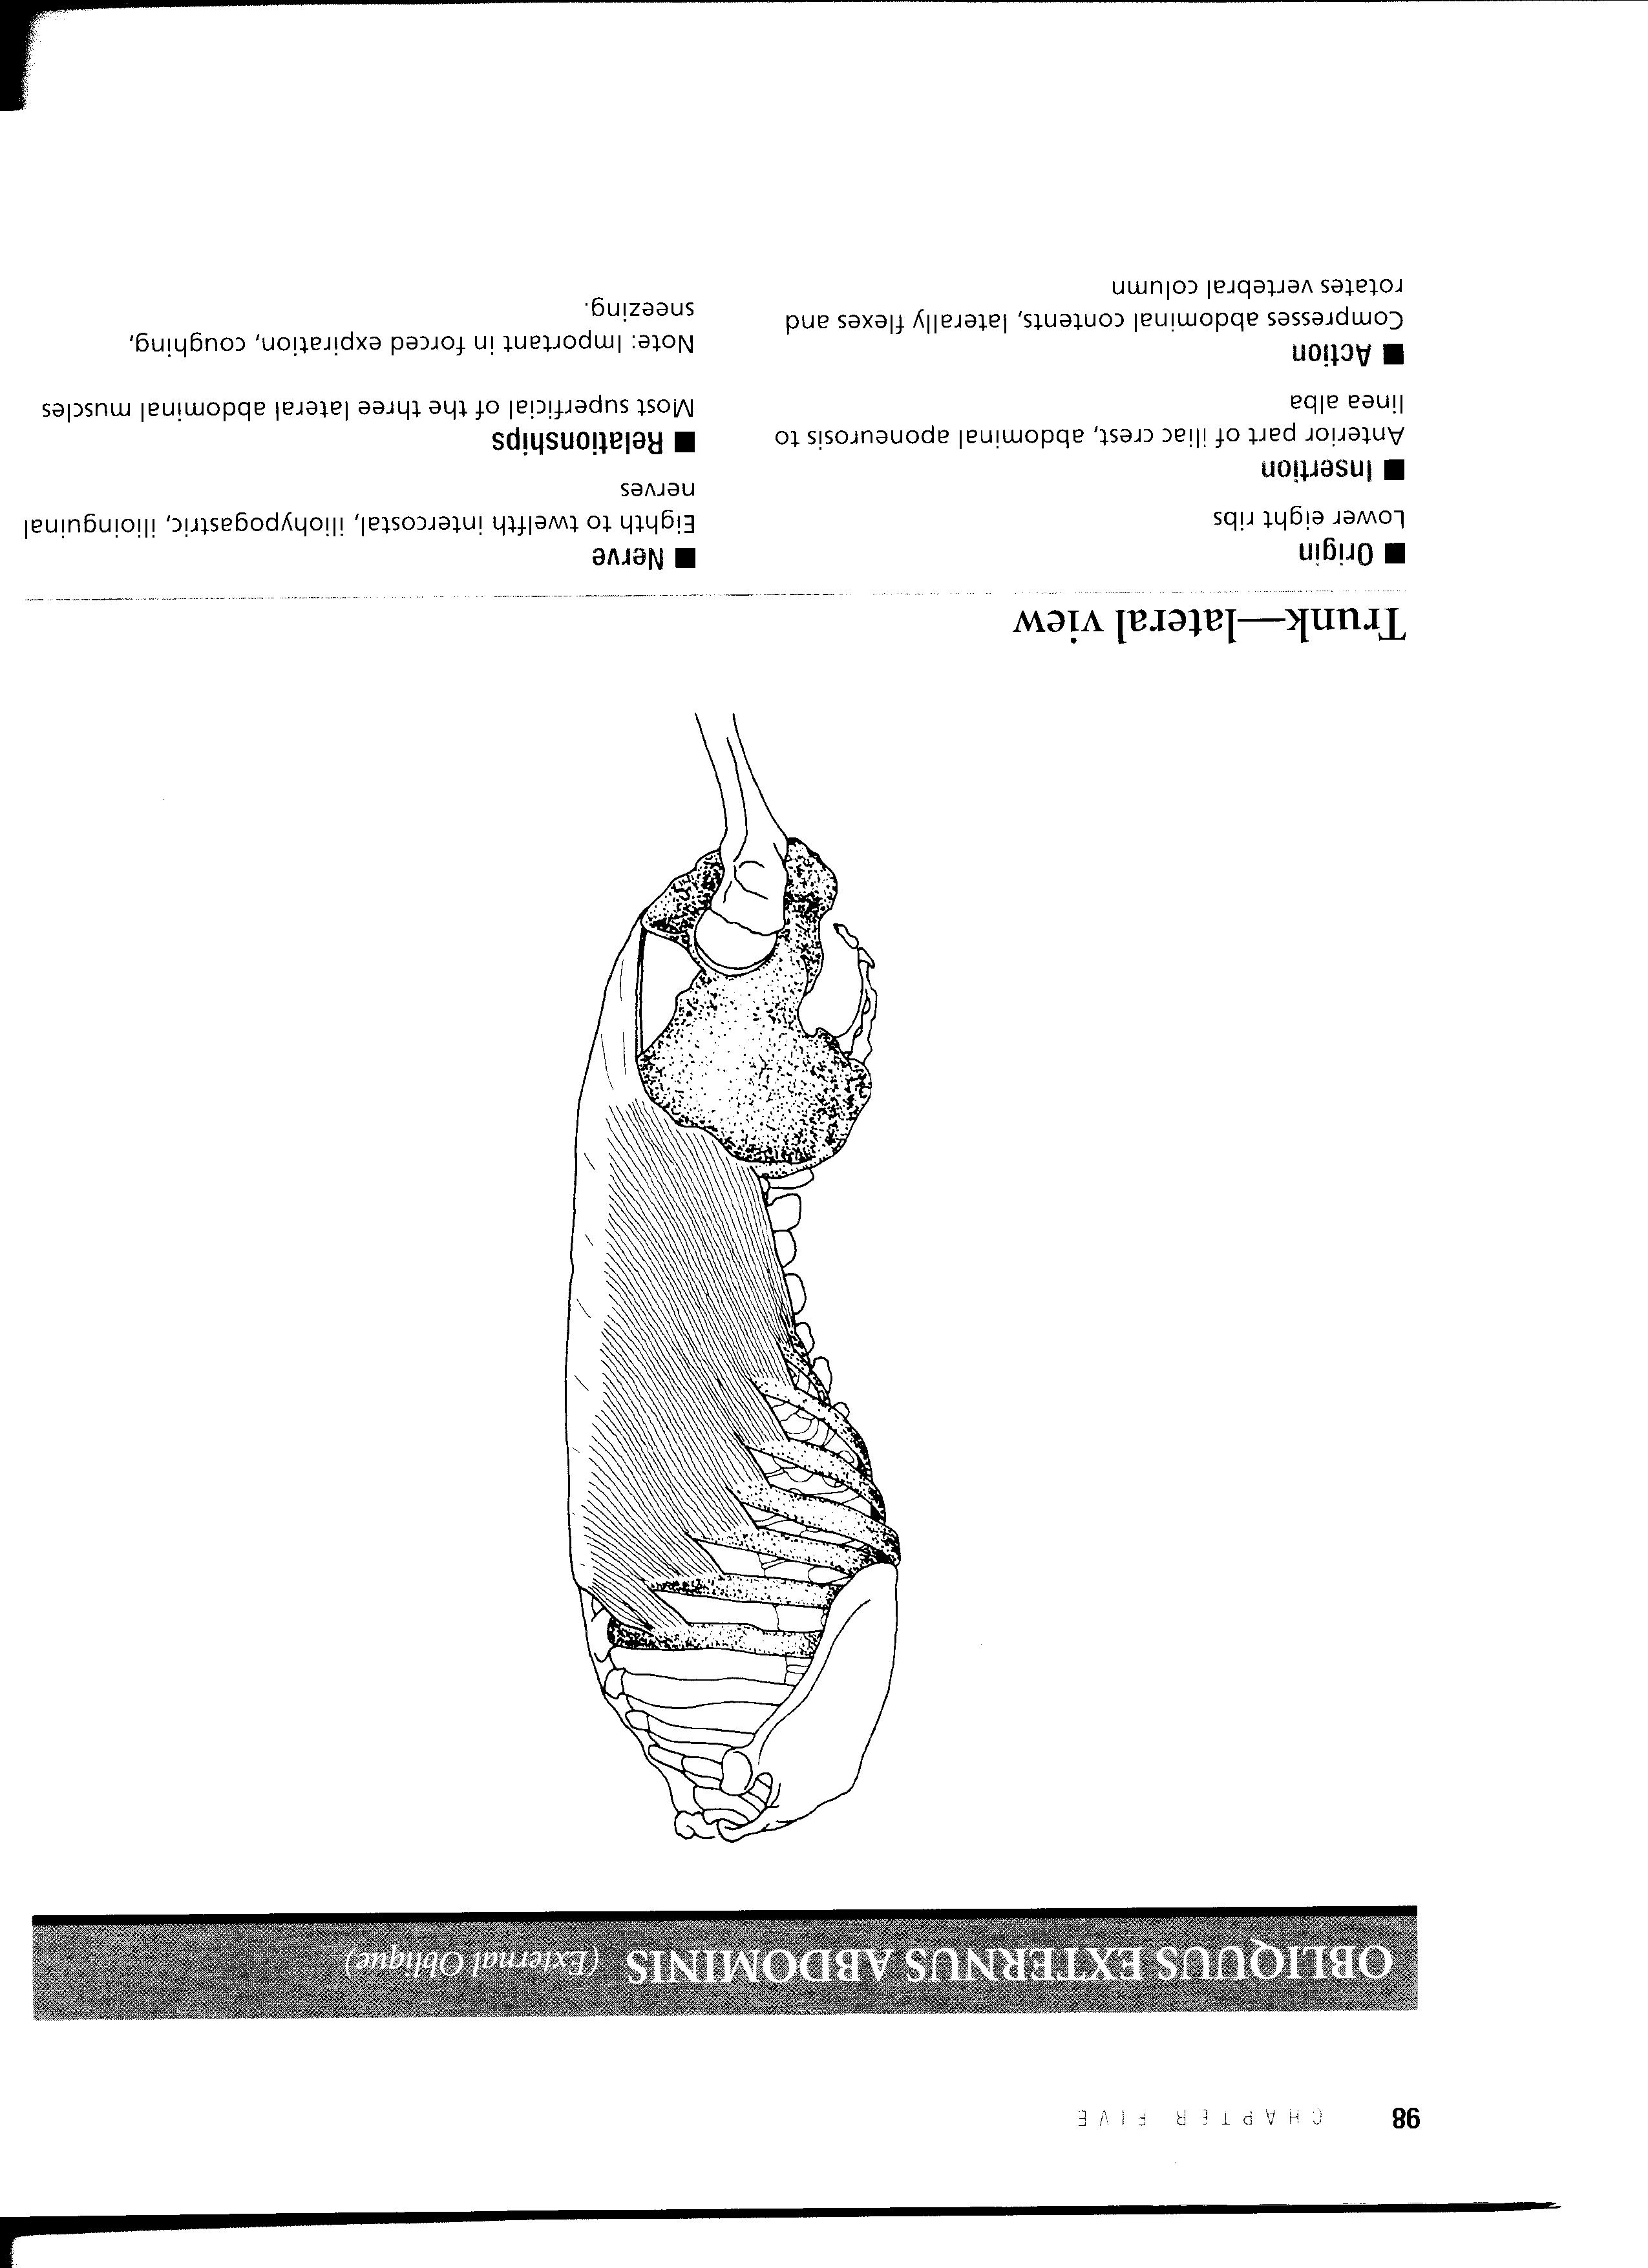 98 CHAPTER FIVE
OBLIQUUS EXTERNUS ABDOMINIS (External Oblique)
Trunk—lateral view
■ Origin
Lower eight ribs
■ Insertion
Anterior part of iliac crest, abdominal aponeurosis to
linea alba
■ Action
Compresses abdominal contents, laterally flexes and
rotates vertebral column
■ Nerve
Eighth to twelfth intercostal, iliohypogastric, ilioinguinal
nerves
■ Relationships
Most superficial of the three lateral abdominal muscles
Note: Important in forced expiration, coughing,
sneezing.